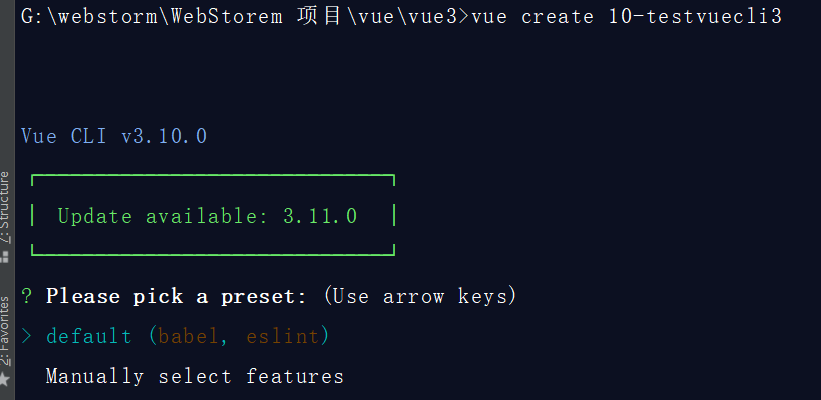 G:\webstorm\WebStorem 项目\vue\vue3>vue create 10-testvuecli3
Vue CLI v3.10.0
Update available: 3.11.0
? Please pick a preset: (Use arrow keys)
> default (babel, eslint)
Manually select features
7: Structure
2: Favorites